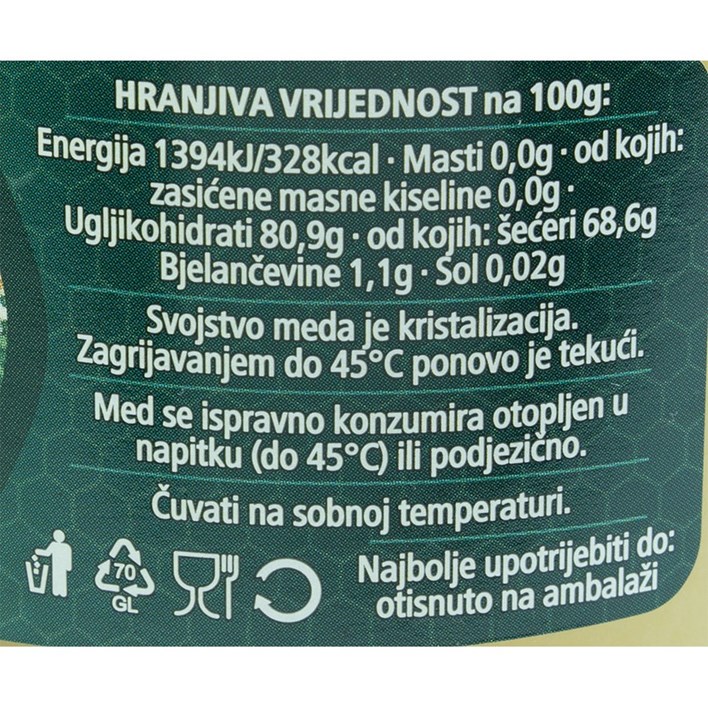 HRANJIVA VRIJEDNOST na 100g:
Energija 1394kJ/328kcal · Masti 0,0g · od kojih:
zasićene masne kiseline 0,0g ·
Ugljikohidrati 80,9g · od kojih: šećeri 68,6g
Bjelančevine 1,1g · Sol 0,02g
Svojstvo meda je kristalizacija.
Zagrijavanjem do 45°C ponovo je tekući.
Med se ispravno konzumira otopljen u
napitku (do 45°C) ili podjezično.
Čuvati na sobnoj temperaturi.
Najbolje upotrijebiti do:
otisnuto na ambalaži
70
GL